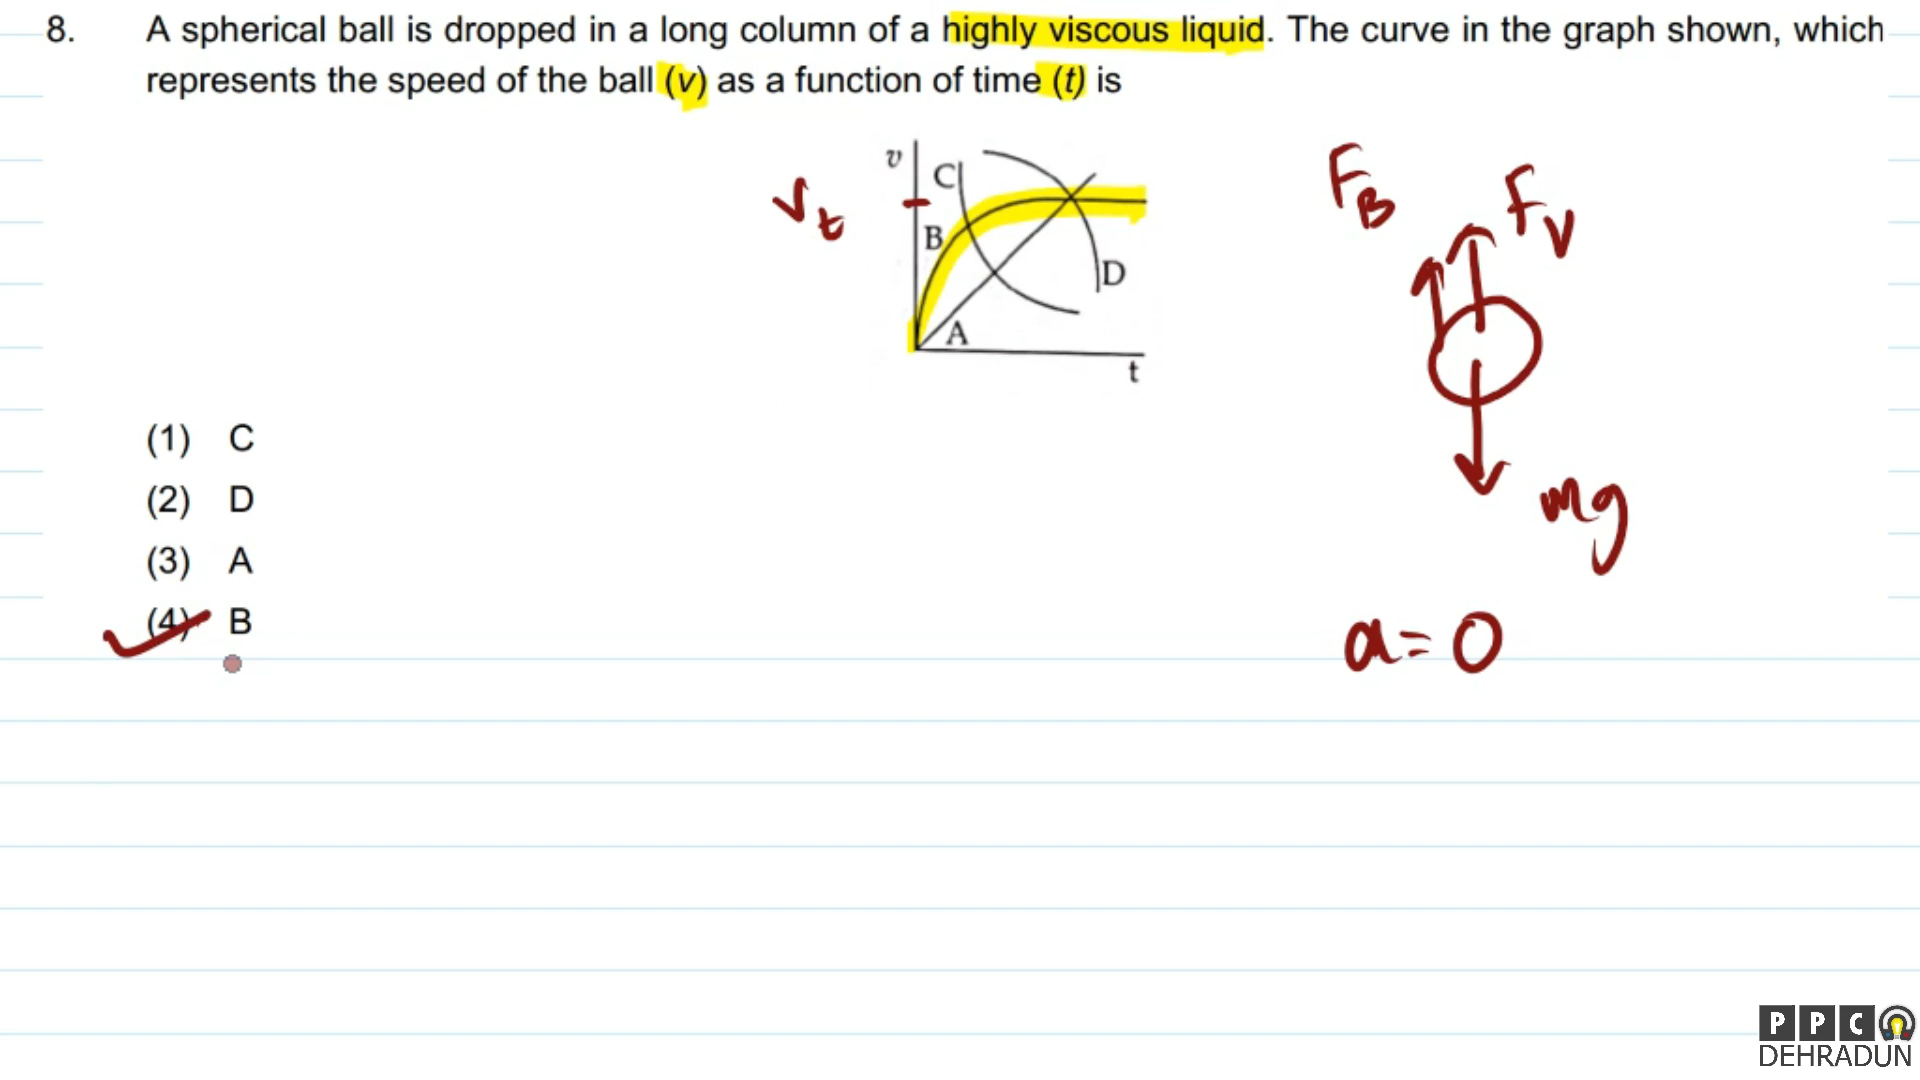 8. A spherical ball is dropped in a long column of a highly viscous liquid. The curve in the graph shown, which
represents the speed of the ball (v) as a function of time (t) is
v
C
B
D
A
t
Vt
FB
FV
mg
a=0
(1) C
(2) D
(3) A
(4) B
PPC
DEHRADUN